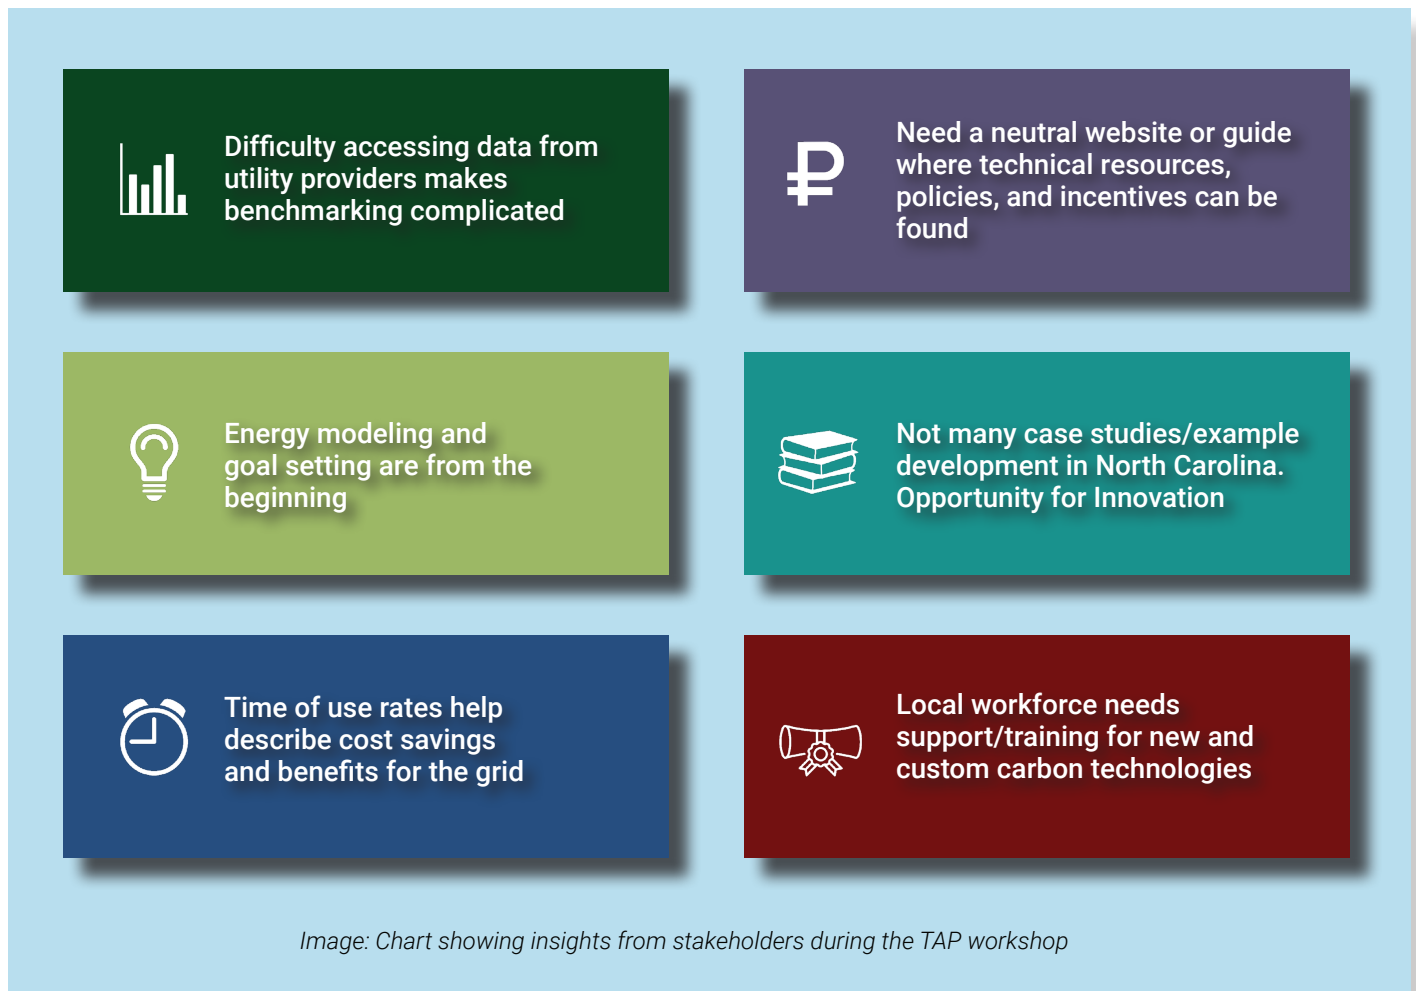 Difficulty accessing data from
utility providers makes
benchmarking complicated
Need a neutral website or guide
where technical resources,
policies, and incentives can be
found
Energy modeling and
goal setting are from the
beginning
Not many case studies/example
development in North Carolina.
Opportunity for Innovation
Time of use rates help
describe cost savings
and benefits for the grid
Local workforce needs
support/training for new and
custom carbon technologies
Image: Chart showing insights from stakeholders during the TAP workshop